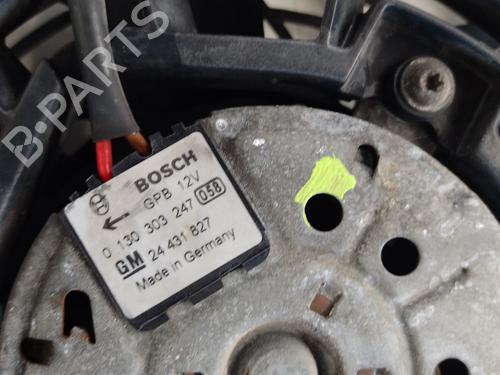 BOSCH
GPB 12V
0 130 303 247 058
GM 24 431 827
Made in Germany
B-PARTS